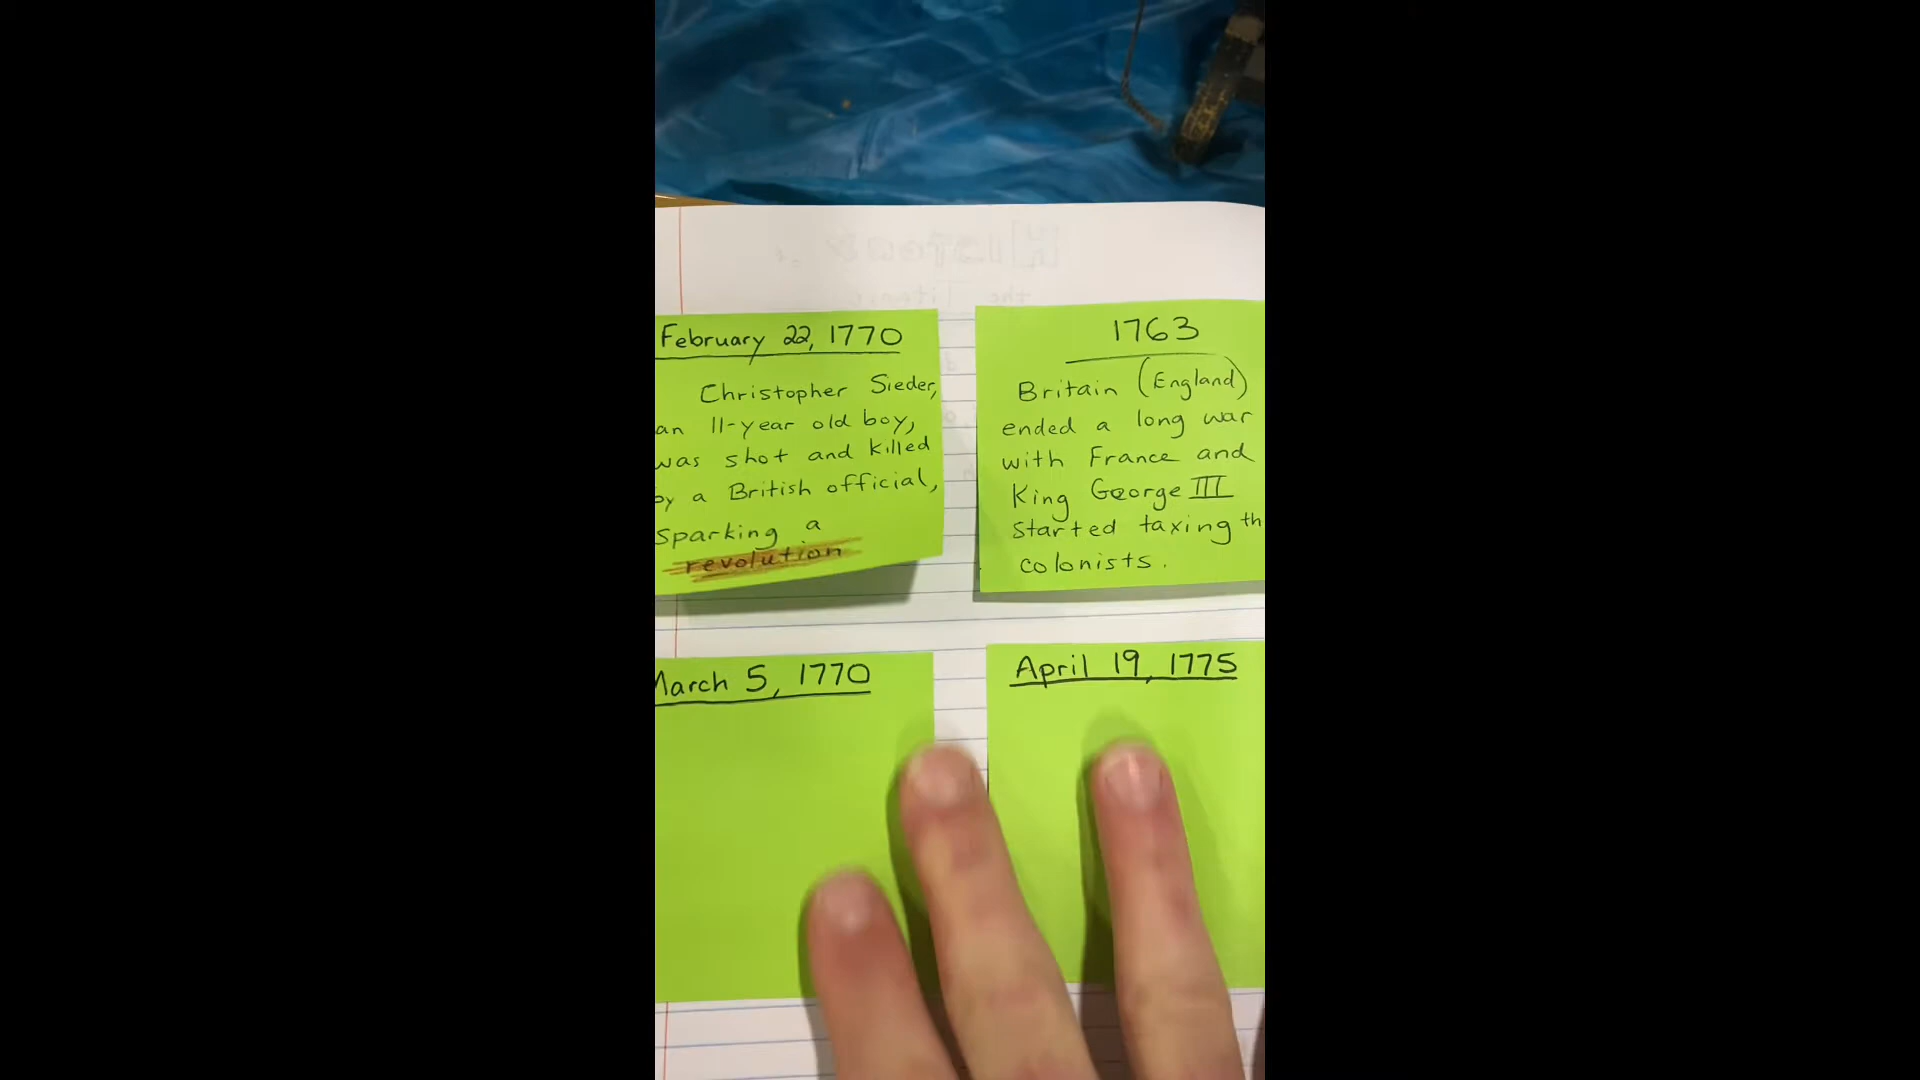 February 22, 1770
Christopher Sieder,
an 11-year old boy,
was shot and killed
by a British official,
sparking a
revolution
1763
Britain (England)
ended a long war
with France and
King George III
started taxing th
colonists.
March 5, 1770
April 19, 1775